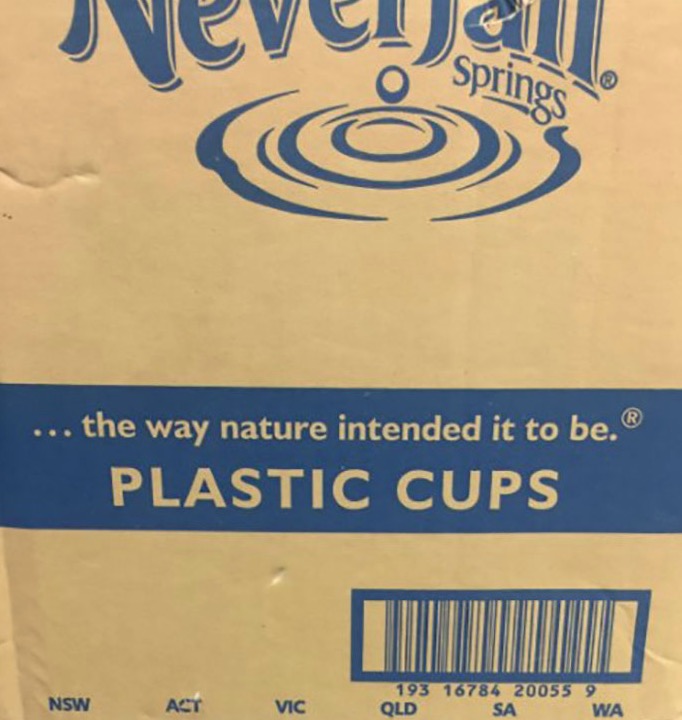 Neverfail®
Springs
... the way nature intended it to be.®
PLASTIC CUPS
193 16784 20055 9
NSW ACT VIC QLD SA WA